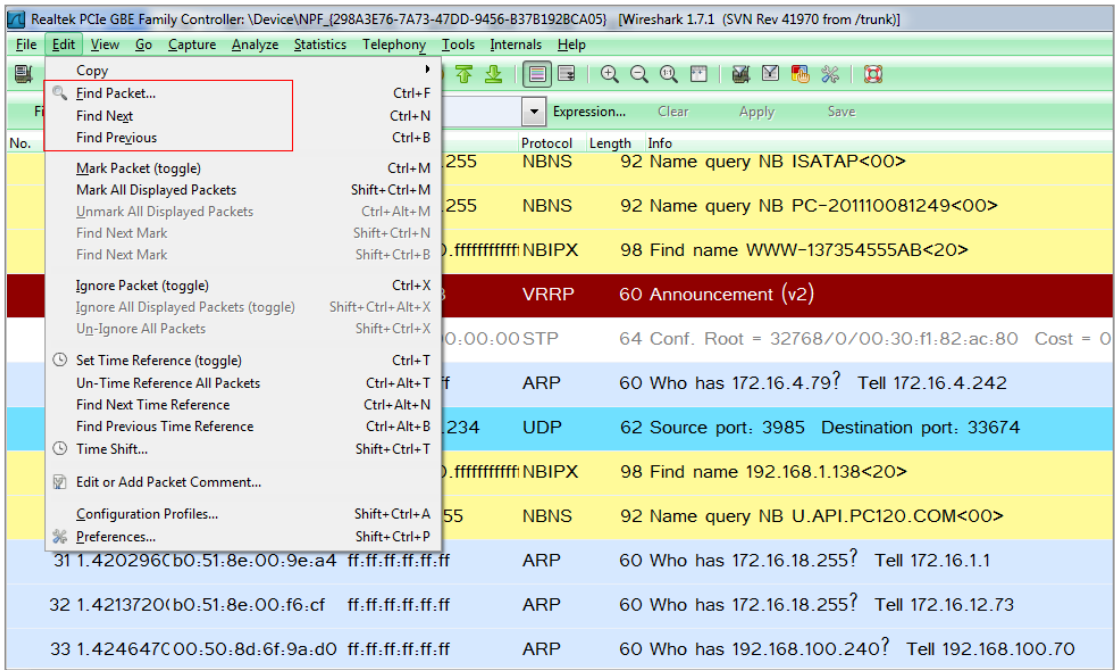 Realtek PCIe GBE Family Controller: \Device\NPF_{298A3E76-7A73-47DD-9456-B37B192BCA05} [Wireshark 1.7.1 (SVN Rev 41970 from /trunk)]
File Edit View Go Capture Analyze Statistics Telephony Tools Internals Help
Copy
Find Packet... Ctrl+F
Find Next Ctrl+N
Find Previous Ctrl+B
Mark Packet (toggle) Ctrl+M
Mark All Displayed Packets Shift+Ctrl+M
Unmark All Displayed Packets Ctrl+Alt+M
Find Next Mark Shift+Ctrl+N
Find Next Mark Shift+Ctrl+B
Ignore Packet (toggle) Ctrl+X
Ignore All Displayed Packets (toggle) Shift+Ctrl+Alt+X
Un-Ignore All Packets Shift+Ctrl+X
Set Time Reference (toggle) Ctrl+T
Un-Time Reference All Packets Ctrl+Alt+T
Find Next Time Reference Ctrl+Alt+N
Find Previous Time Reference Ctrl+Alt+B
Time Shift... Shift+Ctrl+T
Edit or Add Packet Comment...
Configuration Profiles... Shift+Ctrl+A
Preferences... Shift+Ctrl+P
Fi Expression... Clear Apply Save
No. Protocol Length Info
.255 NBNS 92 Name query NB ISATAP<00>
.255 NBNS 92 Name query NB PC-201110081249<00>
0.ffffffffffff NBIPX 98 Find name WWW-137354555AB<20>
VRRP 60 Announcement (v2)
0:00:00 STP 64 Conf. Root = 32768/0/00:30:f1:82:ac:80 Cost = 0
ff ARP 60 Who has 172.16.4.79? Tell 172.16.4.242
.234 UDP 62 Source port: 3985 Destination port: 33674
0.ffffffffffff NBIPX 98 Find name 192.168.1.138<20>
55 NBNS 92 Name query NB U.API.PC120.COM<00>
31 1.4202960 b0:51:8e:00:9e:a4 ff:ff:ff:ff:ff:ff ARP 60 Who has 172.16.18.255? Tell 172.16.1.1
32 1.4213720 b0:51:8e:00:f6:cf ff:ff:ff:ff:ff:ff ARP 60 Who has 172.16.18.255? Tell 172.16.12.73
33 1.4246470 00:50:8d:6f:9a:d0 ff:ff:ff:ff:ff:ff ARP 60 Who has 192.168.100.240? Tell 192.168.100.70